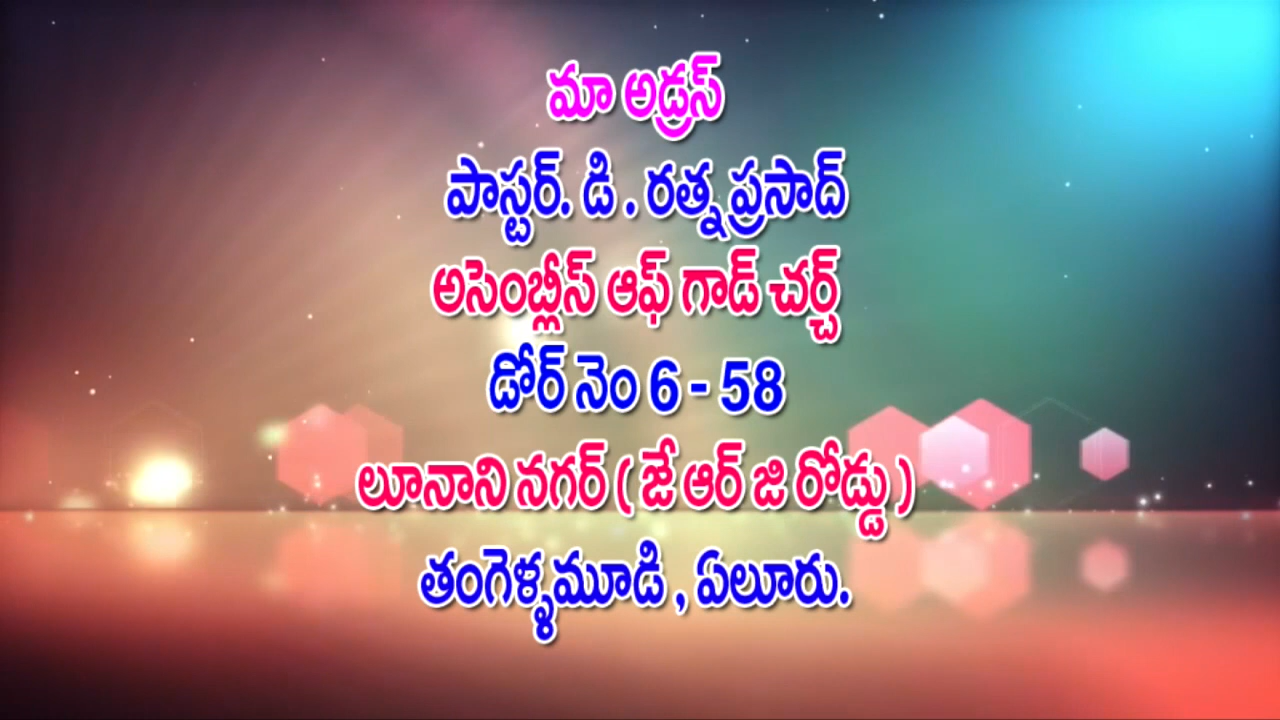 మా అడ్రస్
పాస్టర్. డి . రత్న ప్రసాద్
అసెంబ్లీస్ ఆఫ్ గాడ్ చర్చ్
డోర్ నెం 6 - 58
లూనాని నగర్ ( జే ఆర్ జి రోడ్డు )
తంగెళ్ళమూడి , ఏలూరు.